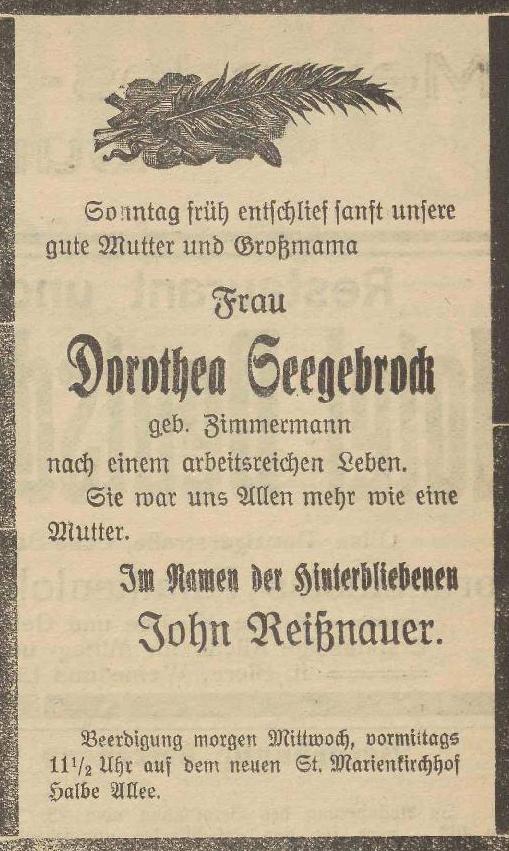 Sonntag früh entschlief sanft unsere
gute Mutter und Großmama
Frau
Dorothea Seegebrock
geb. Zimmermann
nach einem arbeitsreichen Leben.
Sie war uns Allen mehr wie eine
Mutter.
Im Namen der Hinterbliebenen
John Reißnauer.
Beerdigung morgen Mittwoch, vormittags
11 1/2 Uhr auf dem neuen St. Marienkirchhof
Halbe Allee.